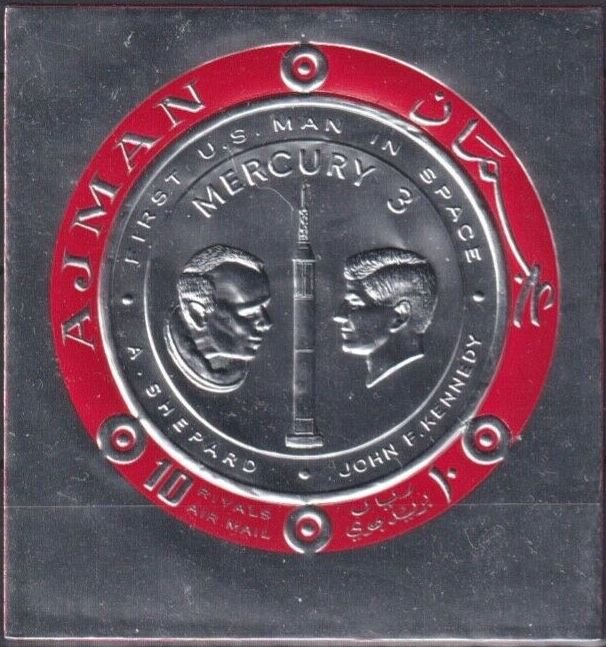 AJMAN
عجمان
FIRST U.S. MAN IN SPACE
MERCURY 3
A. SHEPARD
JOHN F. KENNEDY
10
RIYALS
AIR MAIL
ريال
بريد جوي
١٠